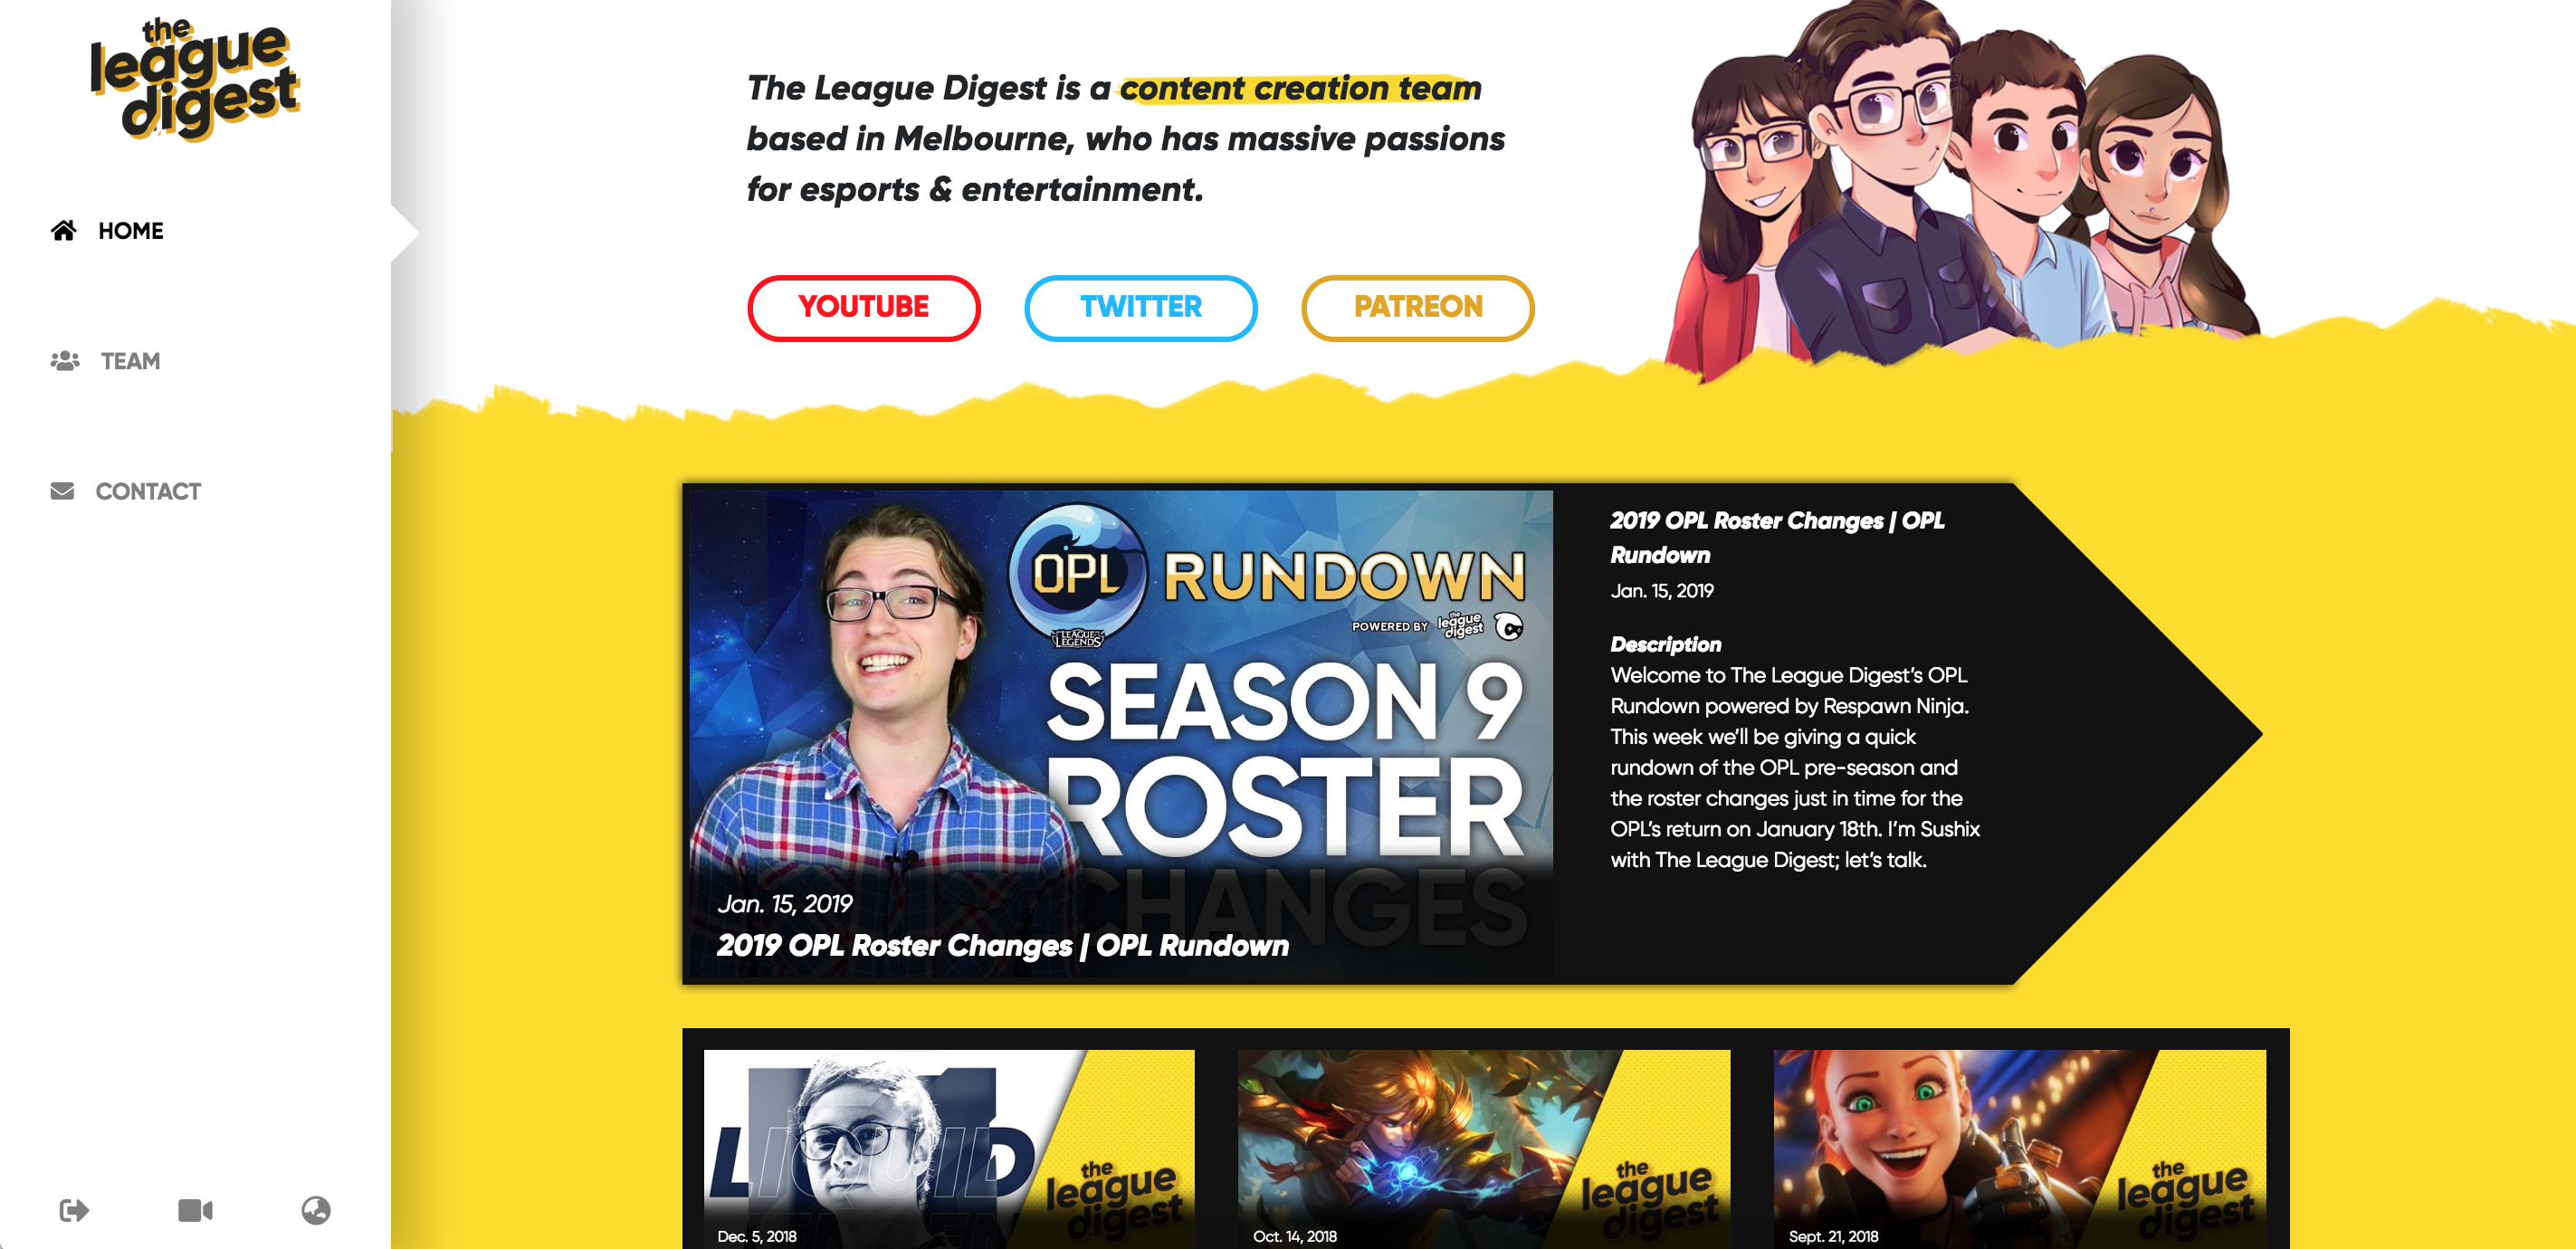 the
league
digest
HOME
TEAM
CONTACT
The League Digest is a content creation team
based in Melbourne, who has massive passions
for esports & entertainment.
YOUTUBE
TWITTER
PATREON
OPL RUNDOWN
LEAGUE
LEGENDS
POWERED BY the league digest
SEASON 9
ROSTER
CHANGES
Jan. 15, 2019
2019 OPL Roster Changes | OPL Rundown
2019 OPL Roster Changes | OPL
Rundown
Jan. 15, 2019
Description
Welcome to The League Digest's OPL
Rundown powered by Respawn Ninja.
This week we'll be giving a quick
rundown of the OPL pre-season and
the roster changes just in time for the
OPL's return on January 18th. I'm Sushix
with The League Digest; let's talk.
LIQUID
the
league
digest
Dec. 5, 2018
the
league
digest
Oct. 14, 2018
the
league
digest
Sept. 21, 2018